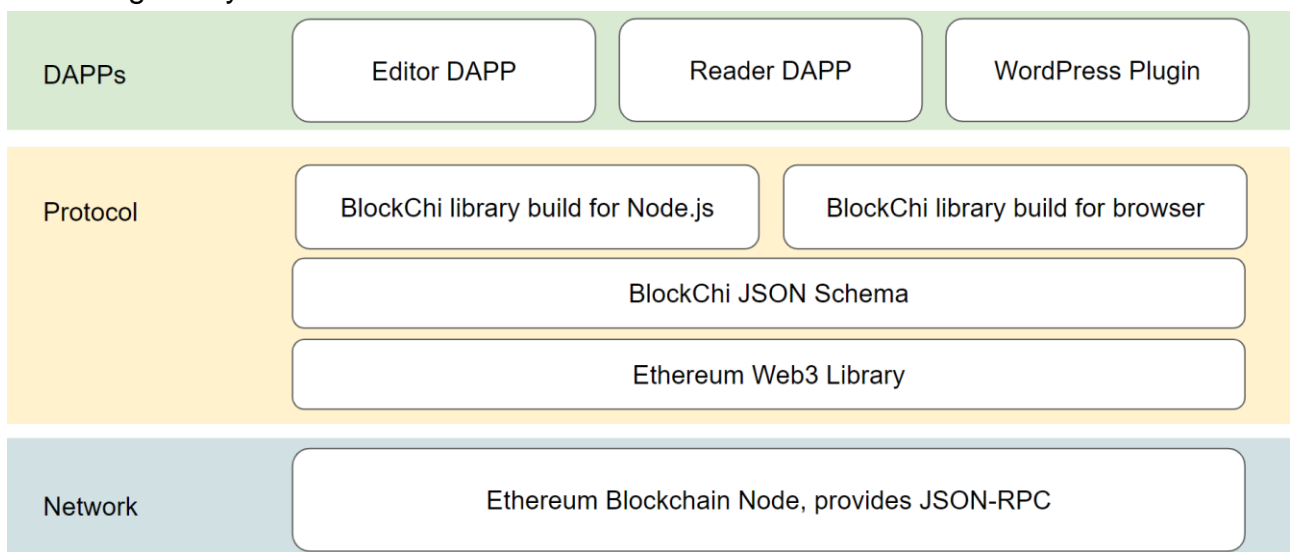 DAPPs
Editor DAPP
Reader DAPP
WordPress Plugin
Protocol
BlockChi library build for Node.js
BlockChi library build for browser
BlockChi JSON Schema
Ethereum Web3 Library
Network
Ethereum Blockchain Node, provides JSON-RPC